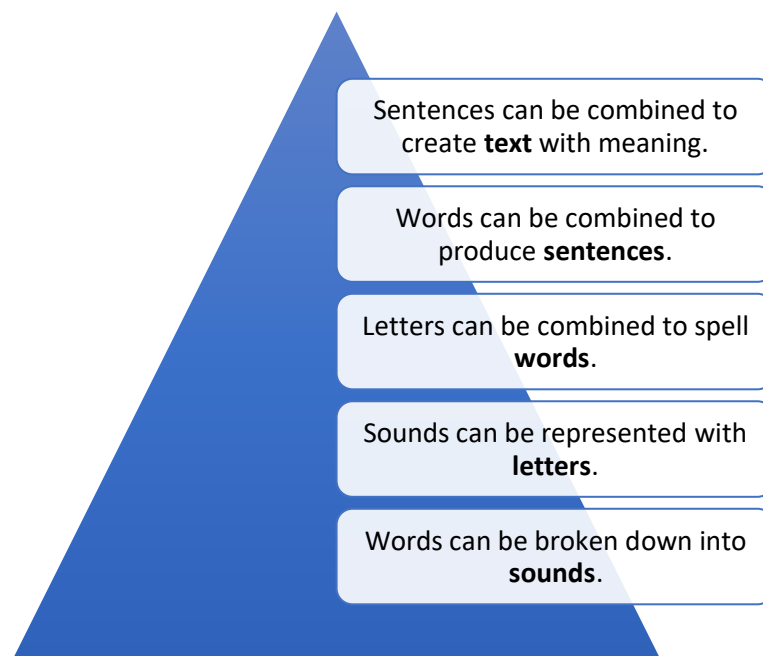 Sentences can be combined to
create text with meaning.
Words can be combined to
produce sentences.
Letters can be combined to spell
words.
Sounds can be represented with
letters.
Words can be broken down into
sounds.